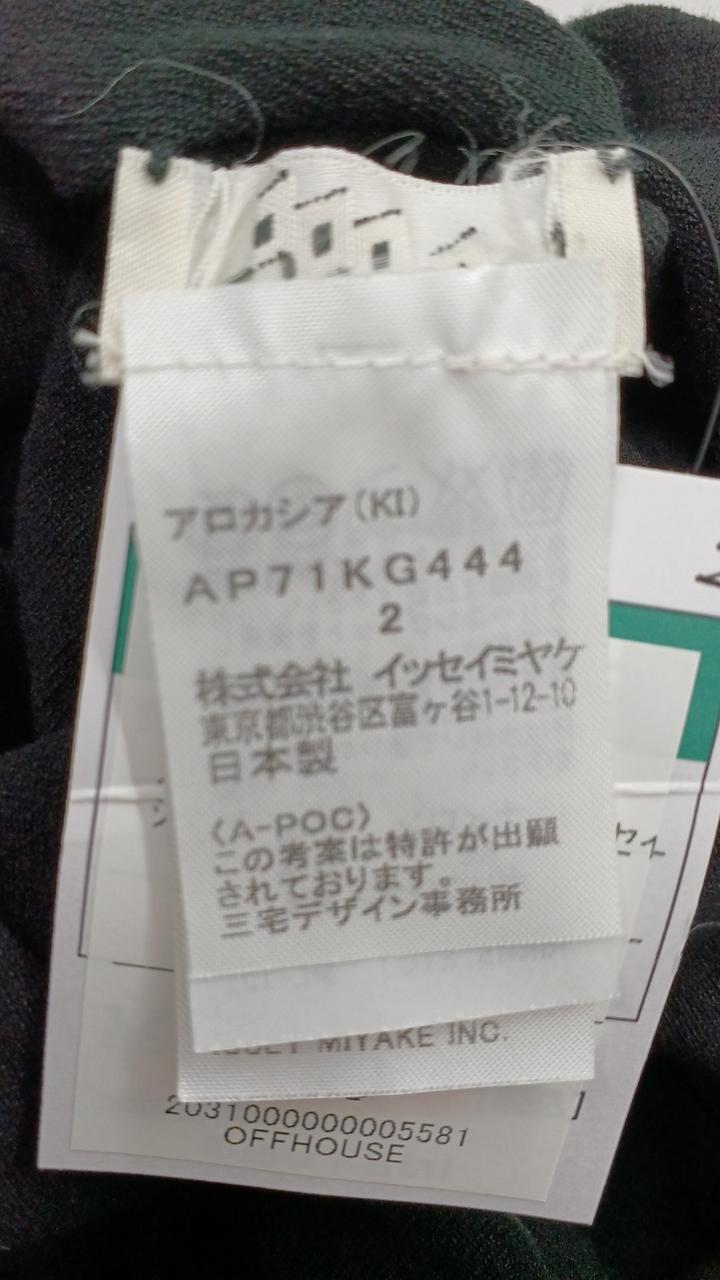 アロカシア(KI)
AP71KG444
2
株式会社 イッセイミヤケ
東京都渋谷区富ヶ谷1-12-10
日本製
〈A-POC〉
この考案は特許が出願
されております。
三宅デザイン事務所
MIYAKE INC.
2031000000005581
OFFHOUSE